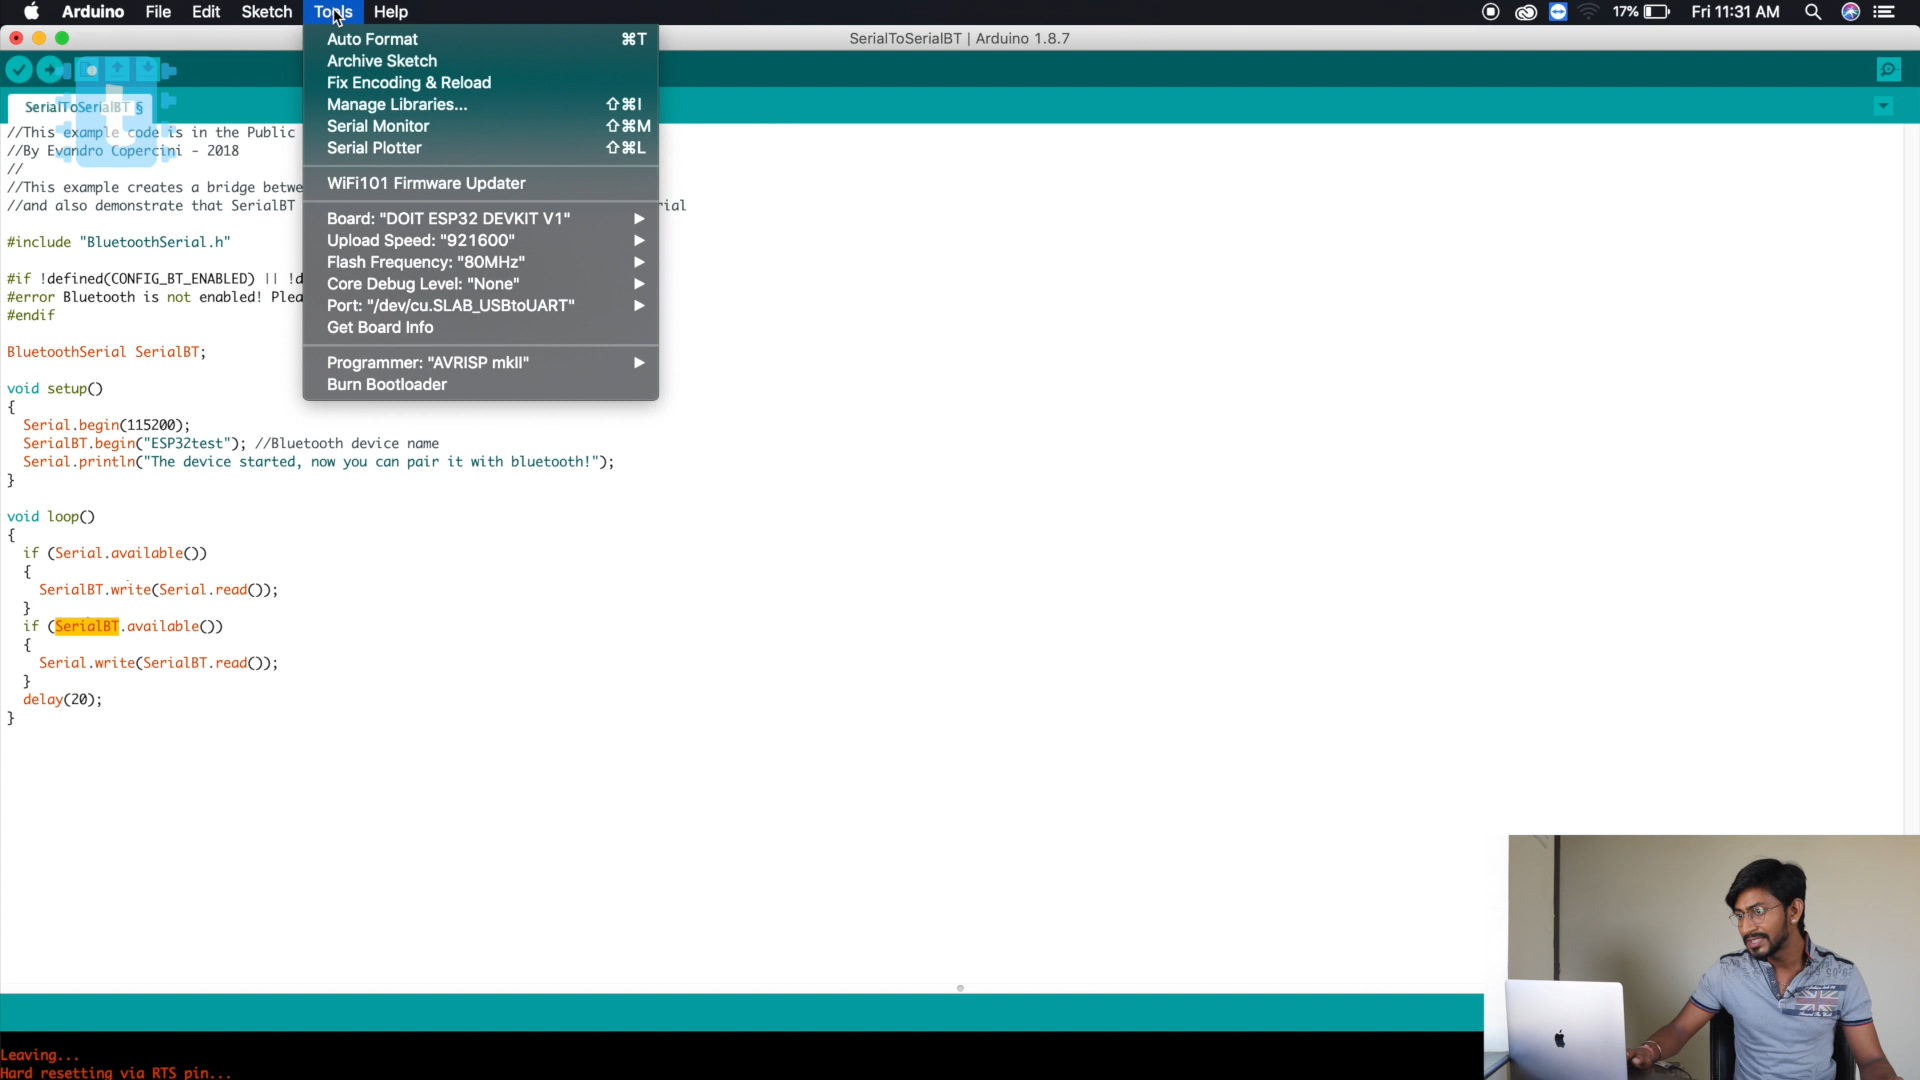 Arduino File Edit Sketch Tools Help
17% Fri 11:31 AM
SerialToSerialBT | Arduino 1.8.7
Auto Format ⌘T
Archive Sketch
Fix Encoding & Reload
Manage Libraries... ⇧⌘I
Serial Monitor ⇧⌘M
Serial Plotter ⇧⌘L
WiFi101 Firmware Updater
Board: "DOIT ESP32 DEVKIT V1"
Upload Speed: "921600"
Flash Frequency: "80MHz"
Core Debug Level: "None"
Port: "/dev/cu.SLAB_USBtoUART"
Get Board Info
Programmer: "AVRISP mkII"
Burn Bootloader
SerialToSerialBT §
//This example code is in the Public
//By Evandro Copercini - 2018
//
//This example creates a bridge betwe
//and also demonstrate that SerialBT rial
#include "BluetoothSerial.h"
#if !defined(CONFIG_BT_ENABLED) || !d
#error Bluetooth is not enabled! Plea
#endif
BluetoothSerial SerialBT;
void setup()
{
Serial.begin(115200);
SerialBT.begin("ESP32test"); //Bluetooth device name
Serial.println("The device started, now you can pair it with bluetooth!");
}
void loop()
{
if (Serial.available())
{
SerialBT.write(Serial.read());
}
if (SerialBT.available())
{
Serial.write(SerialBT.read());
}
delay(20);
}
Leaving...
Hard resetting via RTS pin...